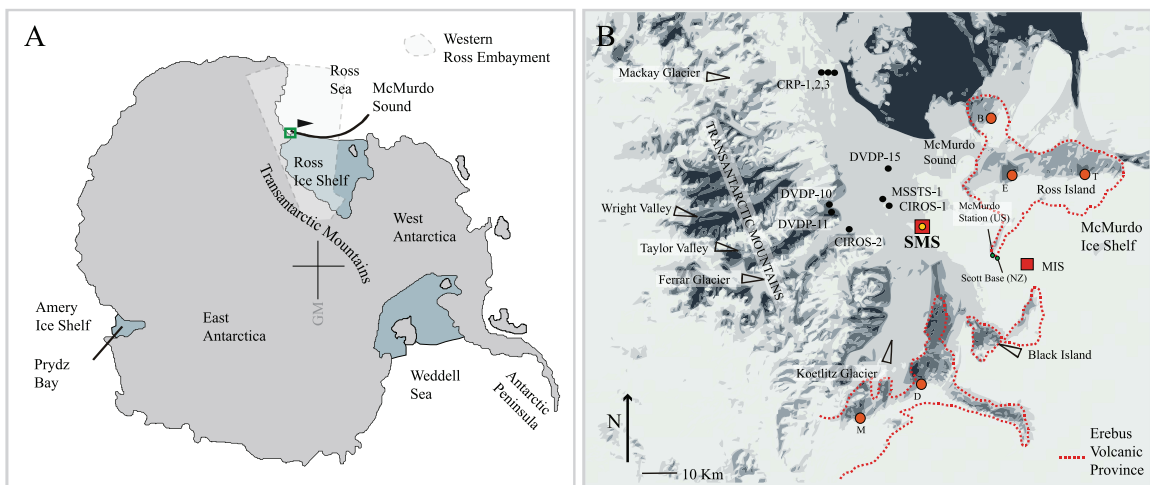 A
Western
Ross Embayment
Ross
Sea
McMurdo
Sound
Ross
Ice Shelf
Transantarctic Mountains
West
Antarctica
GM
East
Antarctica
Amery
Ice Shelf
Prydz
Bay
Weddell
Sea
Antarctic
Peninsula
B
Mackay Glacier
CRP-1,2,3
TRANSANTARCTIC MOUNTAINS
B
McMurdo
Sound
DVDP-15
E
T
Ross Island
DVDP-10
MSSTS-1
CIROS-1
Wright Valley
DVDP-11
McMurdo
Station (US)
McMurdo
Ice Shelf
CIROS-2
SMS
Taylor Valley
MIS
Ferrar Glacier
Scott Base (NZ)
Black Island
Koetlitz Glacier
D
M
N
10 Km
Erebus
Volcanic
Province